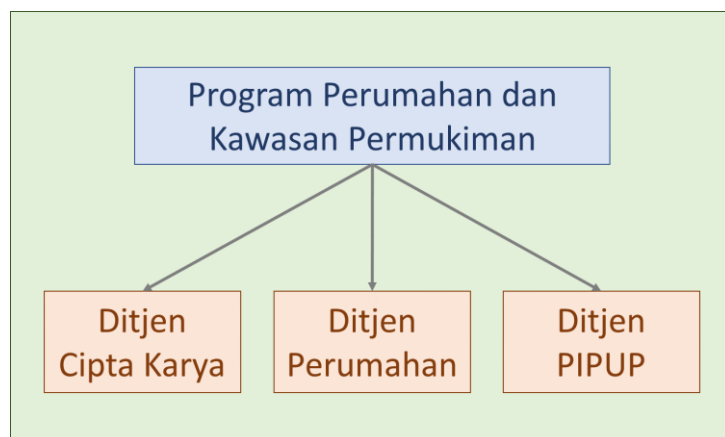 Program Perumahan dan
Kawasan Permukiman
Ditjen
Cipta Karya
Ditjen
Perumahan
Ditjen
PIPUP